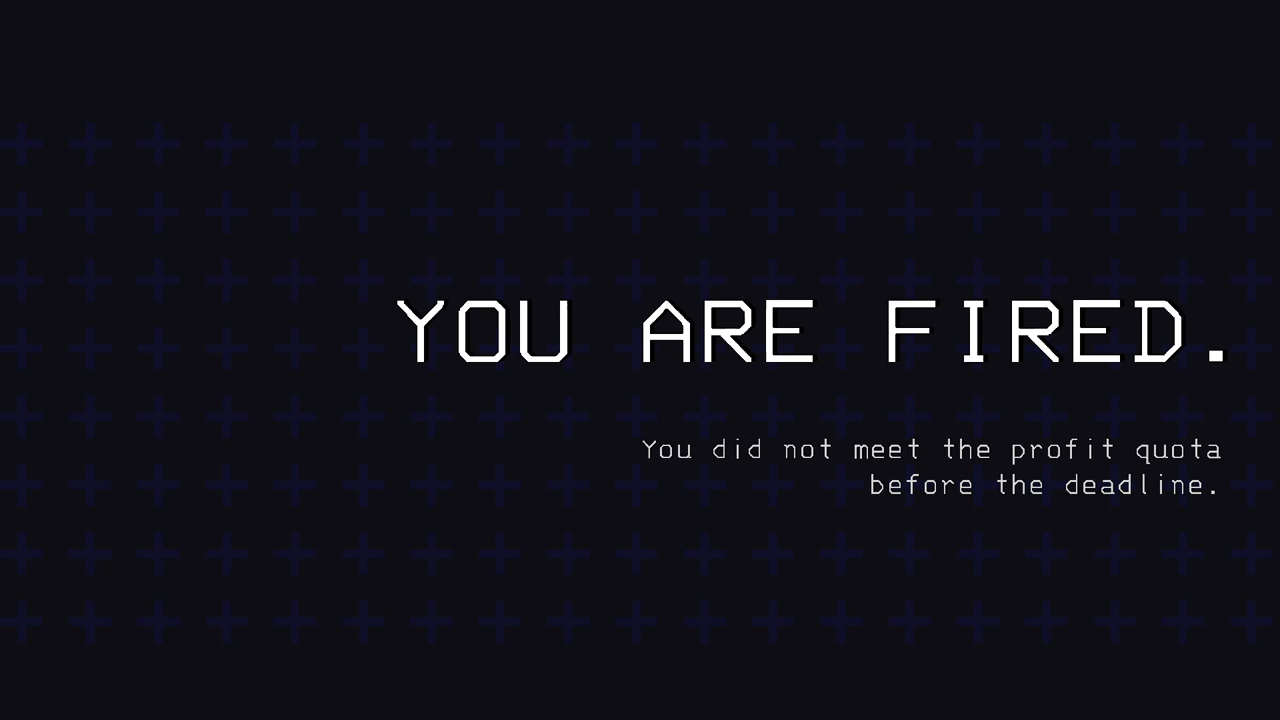 YOU ARE FIRED.
You did not meet the profit quota
before the deadline.